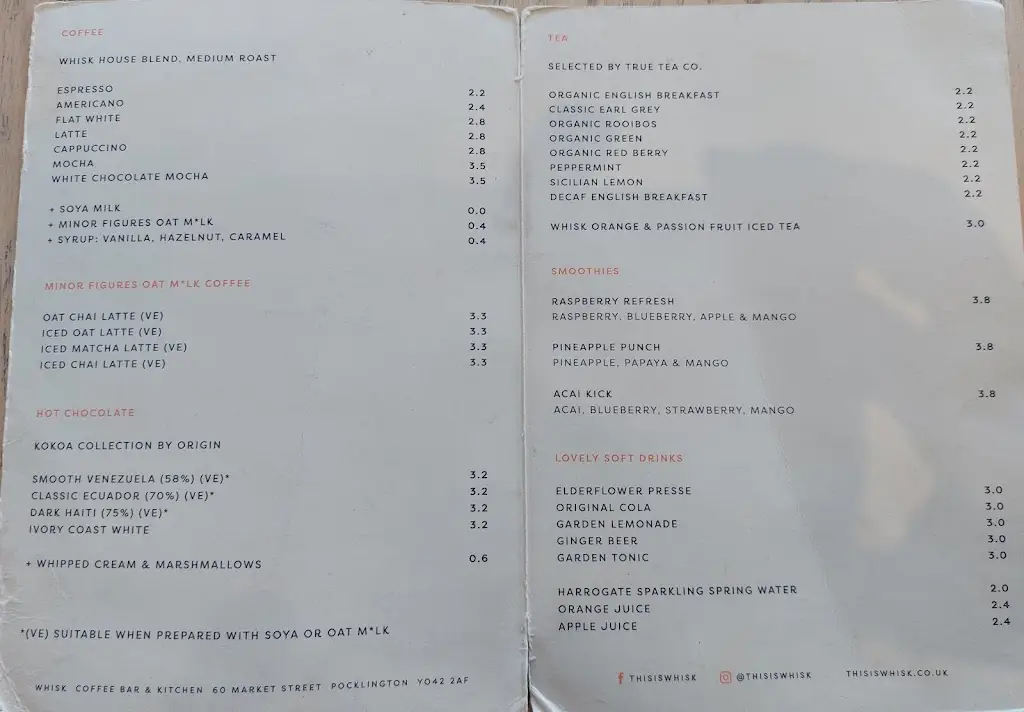 COFFEE
WHISK HOUSE BLEND, MEDIUM ROAST
ESPRESSO 2.2
AMERICANO 2.4
FLAT WHITE 2.8
LATTE 2.8
CAPPUCCINO 2.8
MOCHA 3.5
WHITE CHOCOLATE MOCHA 3.5
+ SOYA MILK 0.0
+ MINOR FIGURES OAT M*LK 0.4
+ SYRUP: VANILLA, HAZELNUT, CARAMEL 0.4
MINOR FIGURES OAT M*LK COFFEE
OAT CHAI LATTE (VE) 3.3
ICED OAT LATTE (VE) 3.3
ICED MATCHA LATTE (VE) 3.3
ICED CHAI LATTE (VE) 3.3
HOT CHOCOLATE
KOKOA COLLECTION BY ORIGIN
SMOOTH VENEZUELA (58%) (VE)* 3.2
CLASSIC ECUADOR (70%) (VE)* 3.2
DARK HAITI (75%) (VE)* 3.2
IVORY COAST WHITE 3.2
+ WHIPPED CREAM & MARSHMALLOWS 0.6
*(VE) SUITABLE WHEN PREPARED WITH SOYA OR OAT M*LK
WHISK COFFEE BAR & KITCHEN 60 MARKET STREET POCKLINGTON YO42 2AF
TEA
SELECTED BY TRUE TEA CO.
ORGANIC ENGLISH BREAKFAST 2.2
CLASSIC EARL GREY 2.2
ORGANIC ROOIBOS 2.2
ORGANIC GREEN 2.2
ORGANIC RED BERRY 2.2
PEPPERMINT 2.2
SICILIAN LEMON 2.2
DECAF ENGLISH BREAKFAST 2.2
WHISK ORANGE & PASSION FRUIT ICED TEA 3.0
SMOOTHIES
RASPBERRY REFRESH 3.8
RASPBERRY, BLUEBERRY, APPLE & MANGO
PINEAPPLE PUNCH 3.8
PINEAPPLE, PAPAYA & MANGO
ACAI KICK 3.8
ACAI, BLUEBERRY, STRAWBERRY, MANGO
LOVELY SOFT DRINKS
ELDERFLOWER PRESSE 3.0
ORIGINAL COLA 3.0
GARDEN LEMONADE 3.0
GINGER BEER 3.0
GARDEN TONIC 3.0
HARROGATE SPARKLING SPRING WATER 2.0
ORANGE JUICE 2.4
APPLE JUICE 2.4
THISISWHISK @THISISWHISK THISISWHISK.CO.UK